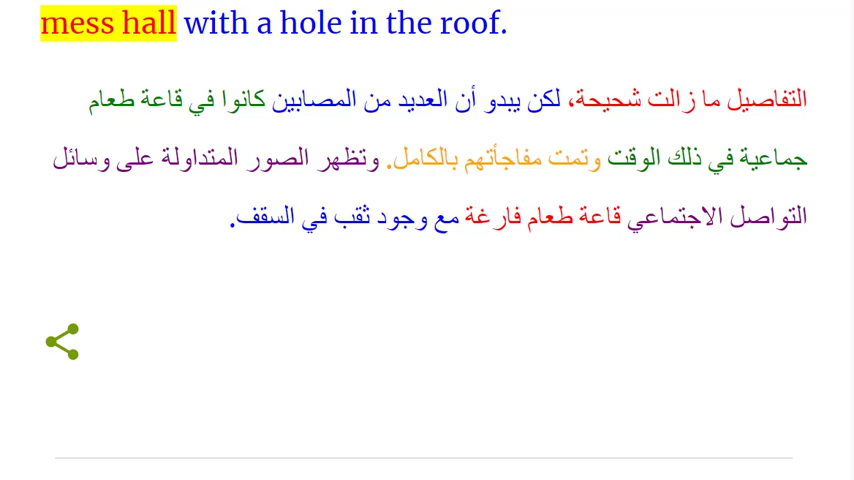 mess hall with a hole in the roof.
التفاصيل ما زالت شحيحة، لكن يبدو أن العديد من المصابين كانوا في قاعة طعام
جماعية في ذلك الوقت وتمت مفاجأتهم بالكامل. وتظهر الصور المتداولة على وسائل
التواصل الاجتماعي قاعة طعام فارغة مع وجود ثقب في السقف.